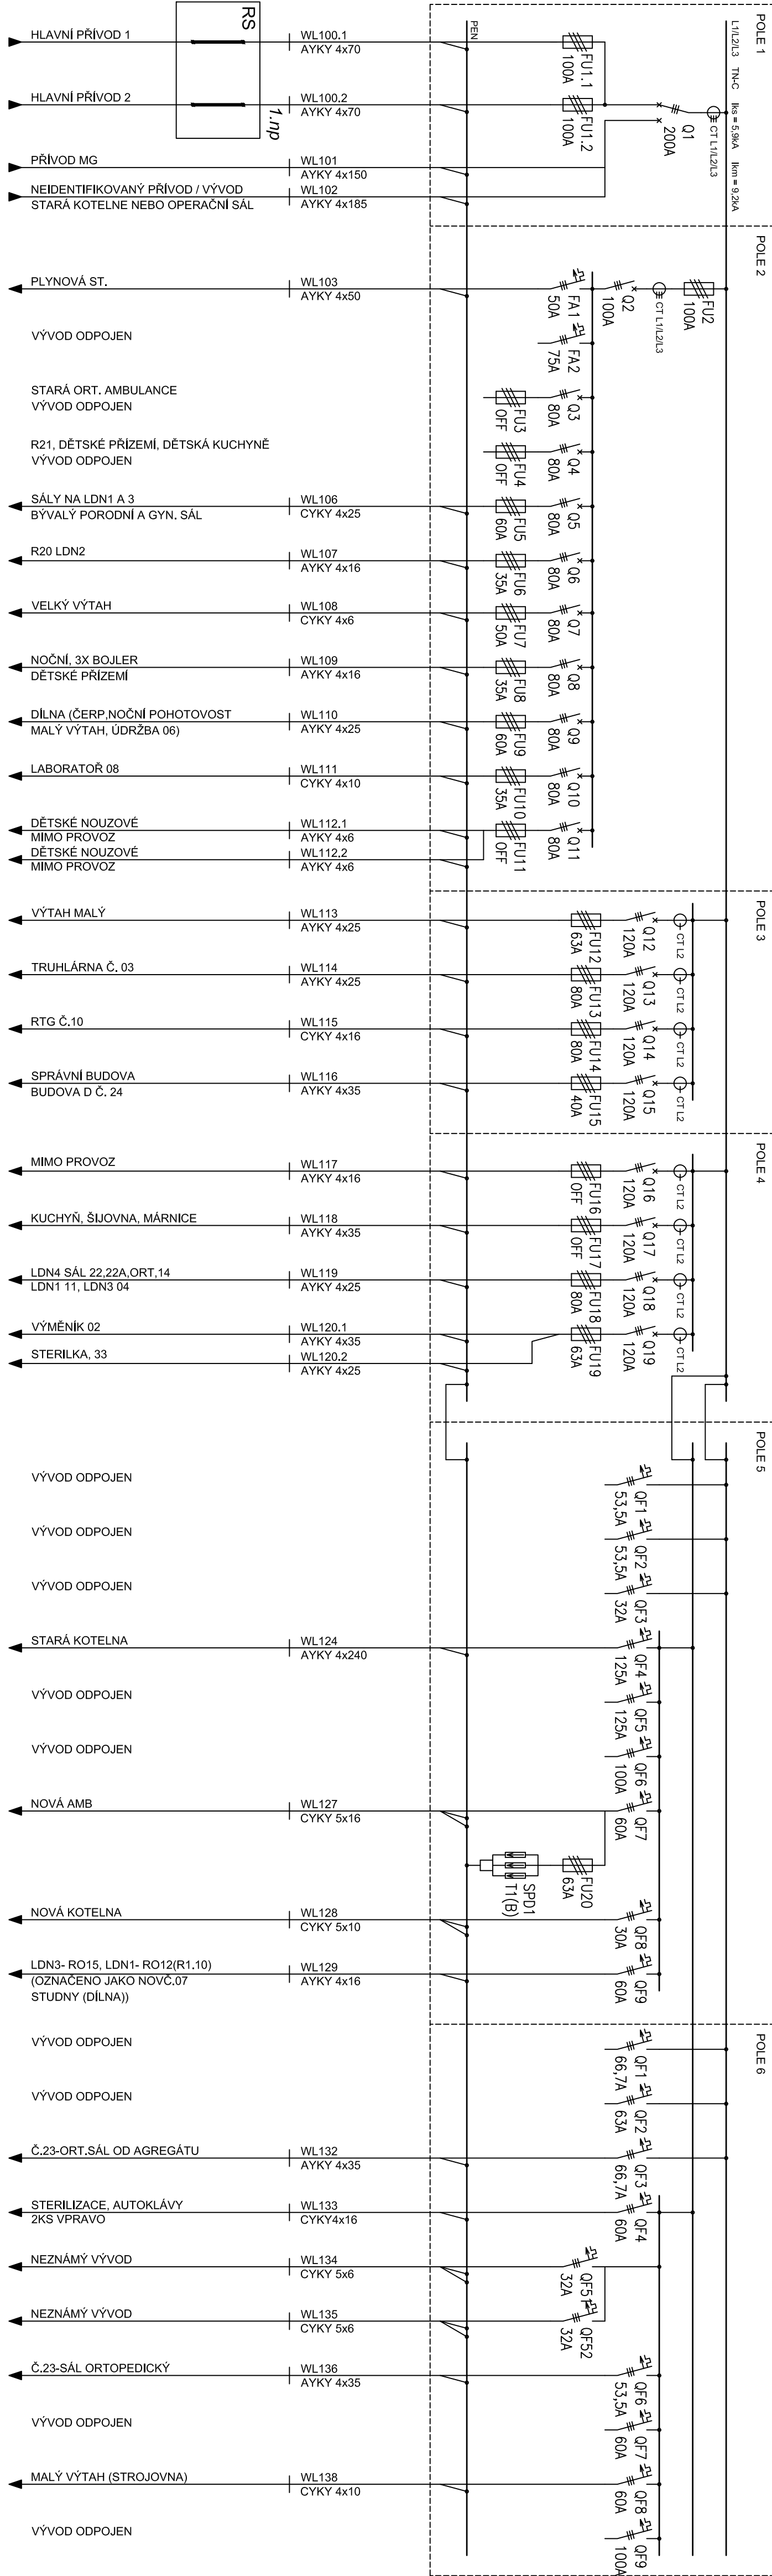 POLE 1
L1/L2/L3 TN-C Iks = 5,9kA Ikm = 9,2kA
PEN
RS
1.np
HLAVNÍ PŘÍVOD 1
WL100.1
AYKY 4x70
FU1.1
100A
HLAVNÍ PŘÍVOD 2
WL100.2
AYKY 4x70
FU1.2
100A
Q1
200A
CT L1/L2/L3
PŘÍVOD MG
WL101
AYKY 4x150
NEIDENTIFIKOVANÝ PŘÍVOD / VÝVOD
STARÁ KOTELNE NEBO OPERAČNÍ SÁL
WL102
AYKY 4x185
POLE 2
PLYNOVÁ ST.
WL103
AYKY 4x50
FA1
50A
Q2
100A
CT L1/L2/L3
FU2
100A
VÝVOD ODPOJEN
FA2
75A
STARÁ ORT. AMBULANCE
VÝVOD ODPOJEN
FU3
OFF
Q3
80A
R21, DĚTSKÉ PŘÍZEMÍ, DĚTSKÁ KUCHYNĚ
VÝVOD ODPOJEN
FU4
OFF
Q4
80A
SÁLY NA LDN1 A 3
BÝVALÝ PORODNÍ A GYN. SÁL
WL106
CYKY 4x25
FU5
60A
Q5
80A
R20 LDN2
WL107
AYKY 4x16
FU6
35A
Q6
80A
VELKÝ VÝTAH
WL108
CYKY 4x6
FU7
50A
Q7
80A
NOČNÍ, 3X BOJLER
DĚTSKÉ PŘÍZEMÍ
WL109
AYKY 4x16
FU8
35A
Q8
80A
DÍLNA (ČERP,NOČNÍ POHOTOVOST
MALÝ VÝTAH, ÚDRŽBA 06)
WL110
AYKY 4x25
FU9
60A
Q9
80A
LABORATOŘ 08
WL111
CYKY 4x10
FU10
35A
Q10
80A
DĚTSKÉ NOUZOVÉ
MIMO PROVOZ
WL112.1
AYKY 4x6
FU11
OFF
Q11
80A
DĚTSKÉ NOUZOVÉ
MIMO PROVOZ
WL112.2
AYKY 4x6
POLE 3
VÝTAH MALÝ
WL113
AYKY 4x25
FU12
63A
Q12
120A
CT L2
TRUHLÁRNA Č. 03
WL114
AYKY 4x25
FU13
80A
Q13
120A
CT L2
RTG Č.10
WL115
CYKY 4x16
FU14
80A
Q14
120A
CT L2
SPRÁVNÍ BUDOVA
BUDOVA D Č. 24
WL116
AYKY 4x35
FU15
40A
Q15
120A
CT L2
POLE 4
MIMO PROVOZ
WL117
AYKY 4x16
FU16
OFF
Q16
120A
CT L2
KUCHYŇ, ŠIJOVNA, MÁRNICE
WL118
AYKY 4x35
FU17
OFF
Q17
120A
CT L2
LDN4 SÁL 22,22A,ORT,14
LDN1 11, LDN3 04
WL119
AYKY 4x25
FU18
80A
Q18
120A
CT L2
VÝMĚNÍK 02
WL120.1
AYKY 4x35
FU19
63A
Q19
120A
CT L2
STERILKA, 33
WL120.2
AYKY 4x25
POLE 5
VÝVOD ODPOJEN
QF1
53,5A
VÝVOD ODPOJEN
QF2
53,5A
VÝVOD ODPOJEN
QF3
32A
STARÁ KOTELNA
WL124
AYKY 4x240
QF4
125A
VÝVOD ODPOJEN
QF5
125A
VÝVOD ODPOJEN
QF6
100A
NOVÁ AMB
WL127
CYKY 5x16
QF7
60A
SPD1
T1(B)
FU20
63A
NOVÁ KOTELNA
WL128
CYKY 5x10
QF8
30A
LDN3- RO15, LDN1- RO12(R1.10)
(OZNAČENO JAKO NOVČ.07
STUDNY (DÍLNA))
WL129
AYKY 4x16
QF9
60A
POLE 6
VÝVOD ODPOJEN
QF1
66,7A
VÝVOD ODPOJEN
QF2
63A
Č.23-ORT.SÁL OD AGREGÁTU
WL132
AYKY 4x35
QF3
66,7A
STERILIZACE, AUTOKLÁVY
2KS VPRAVO
WL133
CYKY4x16
QF4
60A
NEZNÁMÝ VÝVOD
WL134
CYKY 5x6
QF51
32A
NEZNÁMÝ VÝVOD
WL135
CYKY 5x6
QF52
32A
Č.23-SÁL ORTOPEDICKÝ
WL136
AYKY 4x35
QF6
53,5A
VÝVOD ODPOJEN
QF7
60A
MALÝ VÝTAH (STROJOVNA)
WL138
CYKY 4x10
QF8
60A
VÝVOD ODPOJEN
QF9
100A